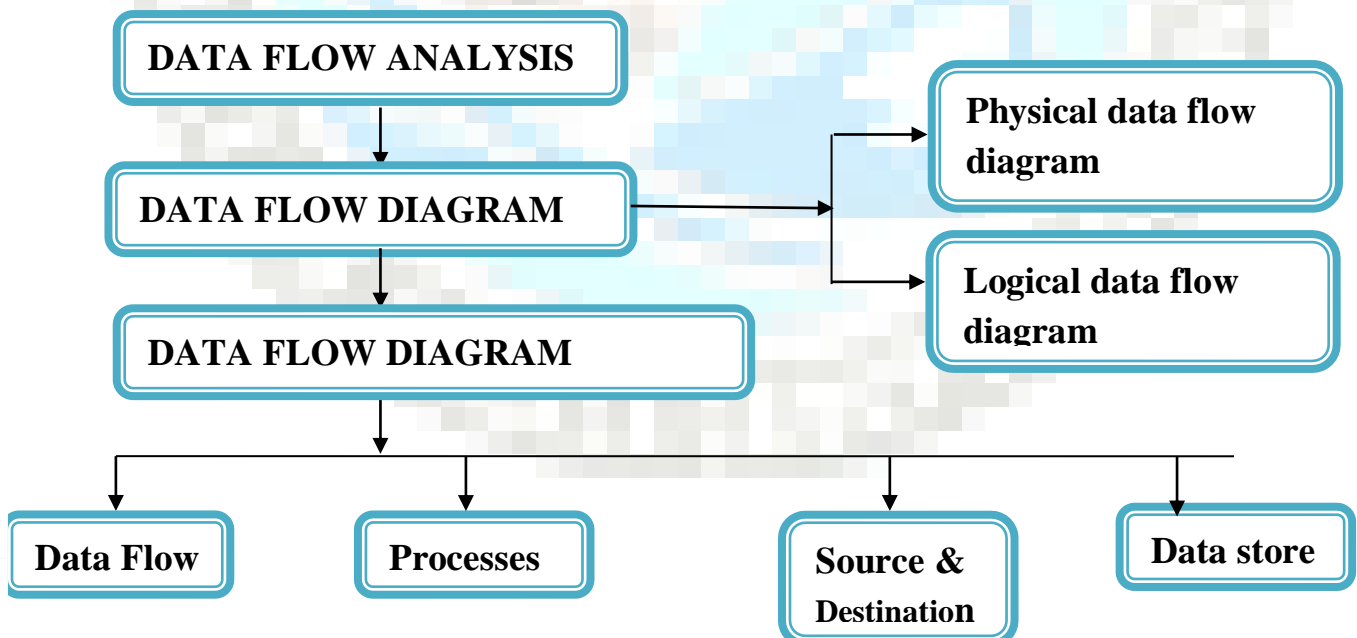 DATA FLOW ANALYSIS
Physical data flow
diagram
DATA FLOW DIAGRAM
Logical data flow
diagram
DATA FLOW DIAGRAM
Data Flow
Processes
Source &
Destination
Data store